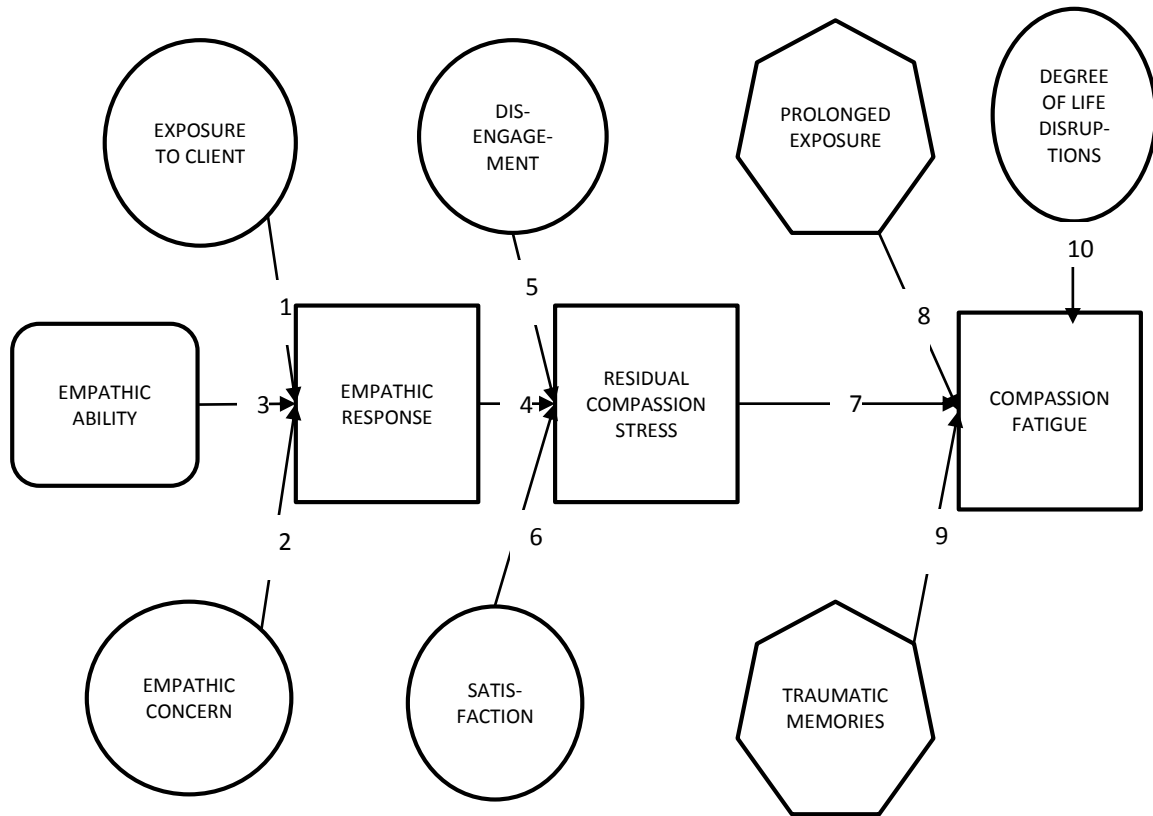 EXPOSURE
TO CLIENT
DIS-
ENGAGE-
MENT
PROLONGED
EXPOSURE
DEGREE
OF LIFE
DISRUP-
TIONS
1
5
8
10
EMPATHIC
ABILITY
3
EMPATHIC
RESPONSE
4
RESIDUAL
COMPASSION
STRESS
7
COMPASSION
FATIGUE
2
6
9
EMPATHIC
CONCERN
SATIS-
FACTION
TRAUMATIC
MEMORIES